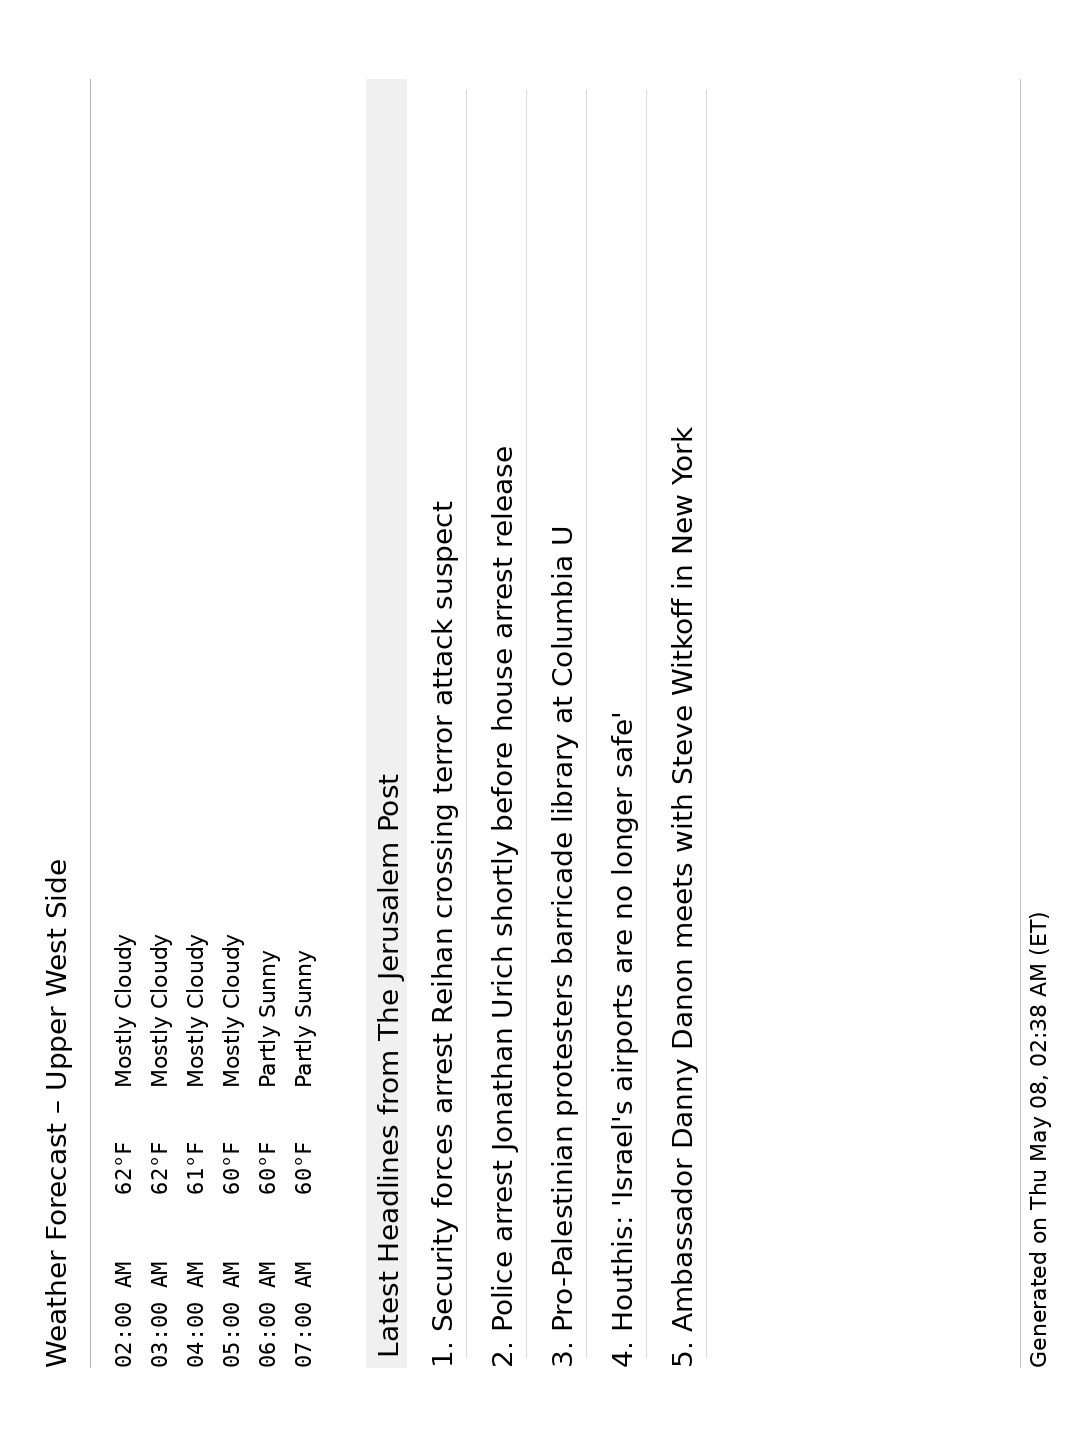 Weather Forecast – Upper West Side
02:00 AM 62°F Mostly Cloudy
03:00 AM 62°F Mostly Cloudy
04:00 AM 61°F Mostly Cloudy
05:00 AM 60°F Mostly Cloudy
06:00 AM 60°F Partly Sunny
07:00 AM 60°F Partly Sunny
Latest Headlines from The Jerusalem Post
1. Security forces arrest Reihan crossing terror attack suspect
2. Police arrest Jonathan Urich shortly before house arrest release
3. Pro-Palestinian protesters barricade library at Columbia U
4. Houthis: 'Israel's airports are no longer safe'
5. Ambassador Danny Danon meets with Steve Witkoff in New York
Generated on Thu May 08, 02:38 AM (ET)